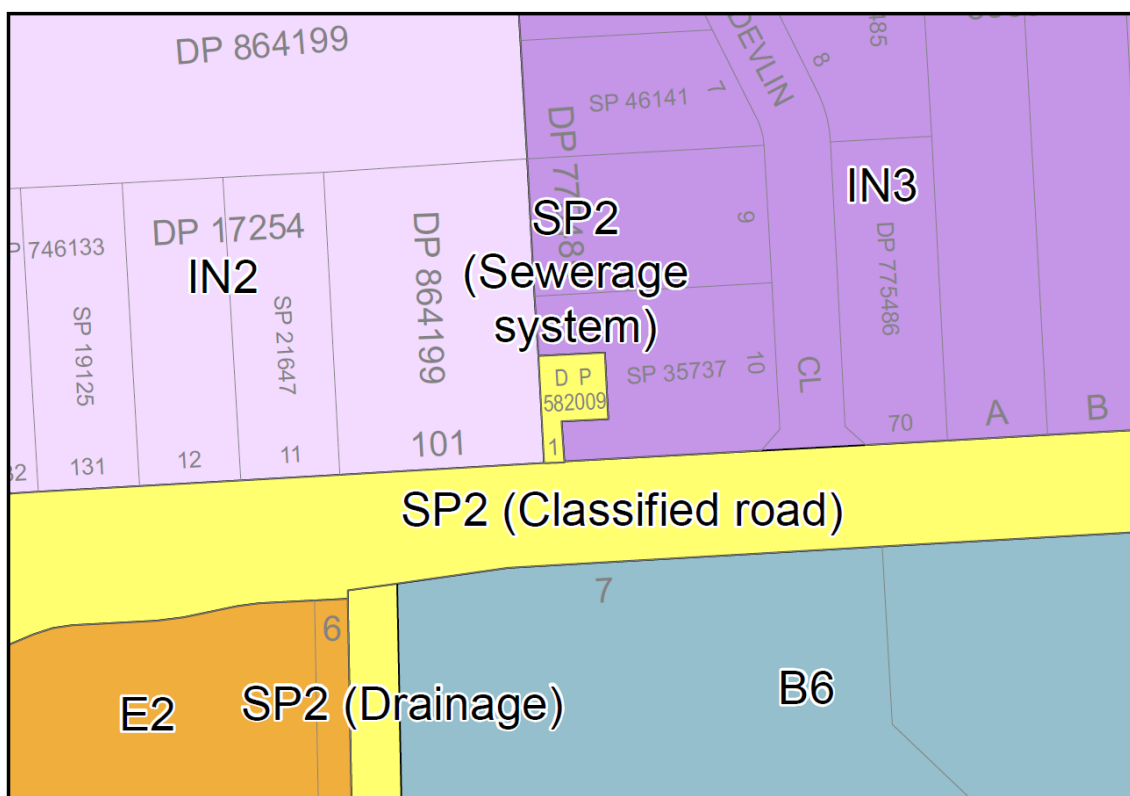 DP 864199
DEVLIN
8
485
7
SP 46141
IN3
DP 17254
P 746133
IN2
SP 19125
SP 21647
DP 864199
SP2
(Sewerage
system)
9
DP 775486
D P
582009
SP 35737
10
CL
1
70
A
B
32
131
12
11
101
SP2 (Classified road)
7
6
E2
SP2 (Drainage)
B6